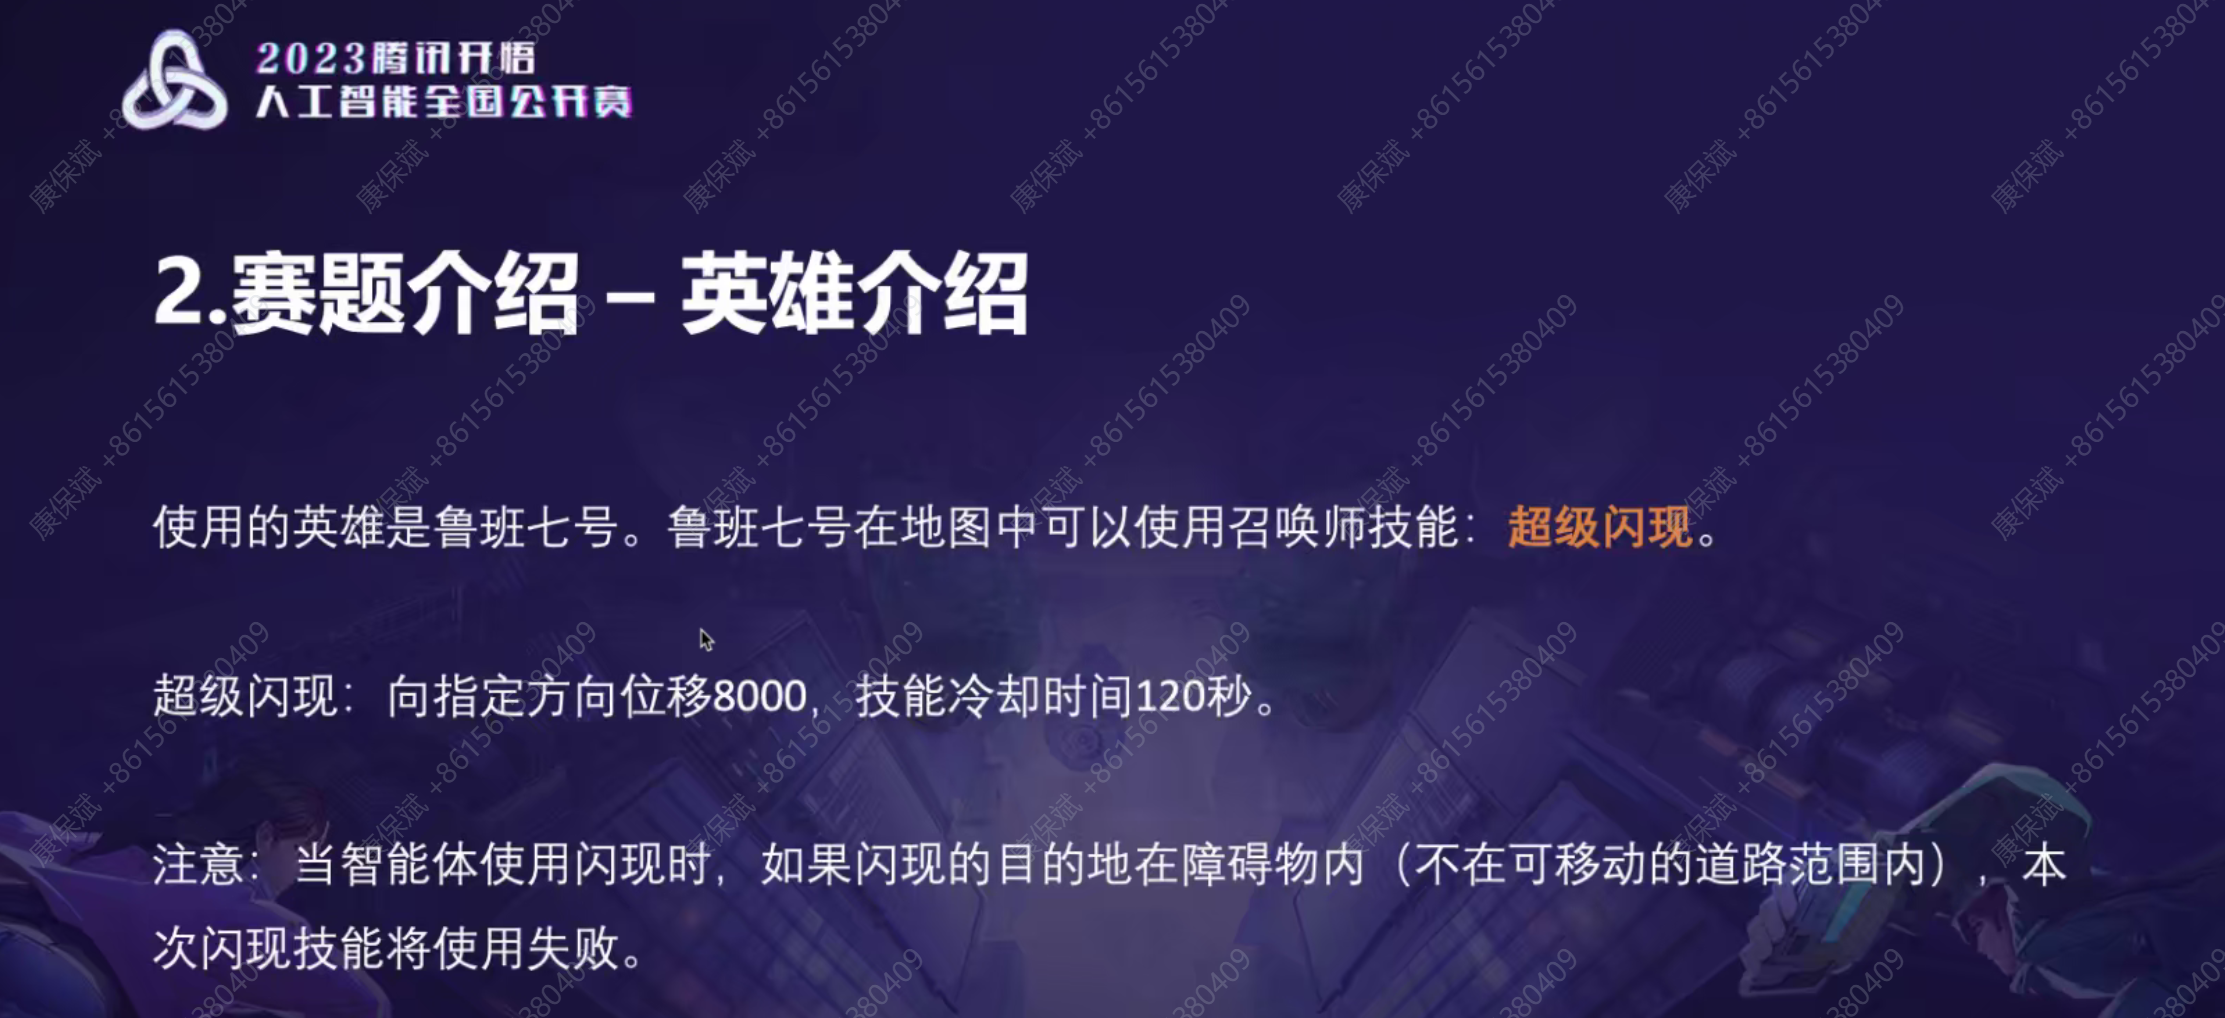 2023腾讯开悟
人工智能全国公开赛
2.赛题介绍 – 英雄介绍
使用的英雄是鲁班七号。鲁班七号在地图中可以使用召唤师技能：超级闪现。
超级闪现：向指定方向位移8000，技能冷却时间120秒。
注意：当智能体使用闪现时，如果闪现的目的地在障碍物内（不在可移动的道路范围内），本
次闪现技能将使用失败。
康保斌 +8615615380409